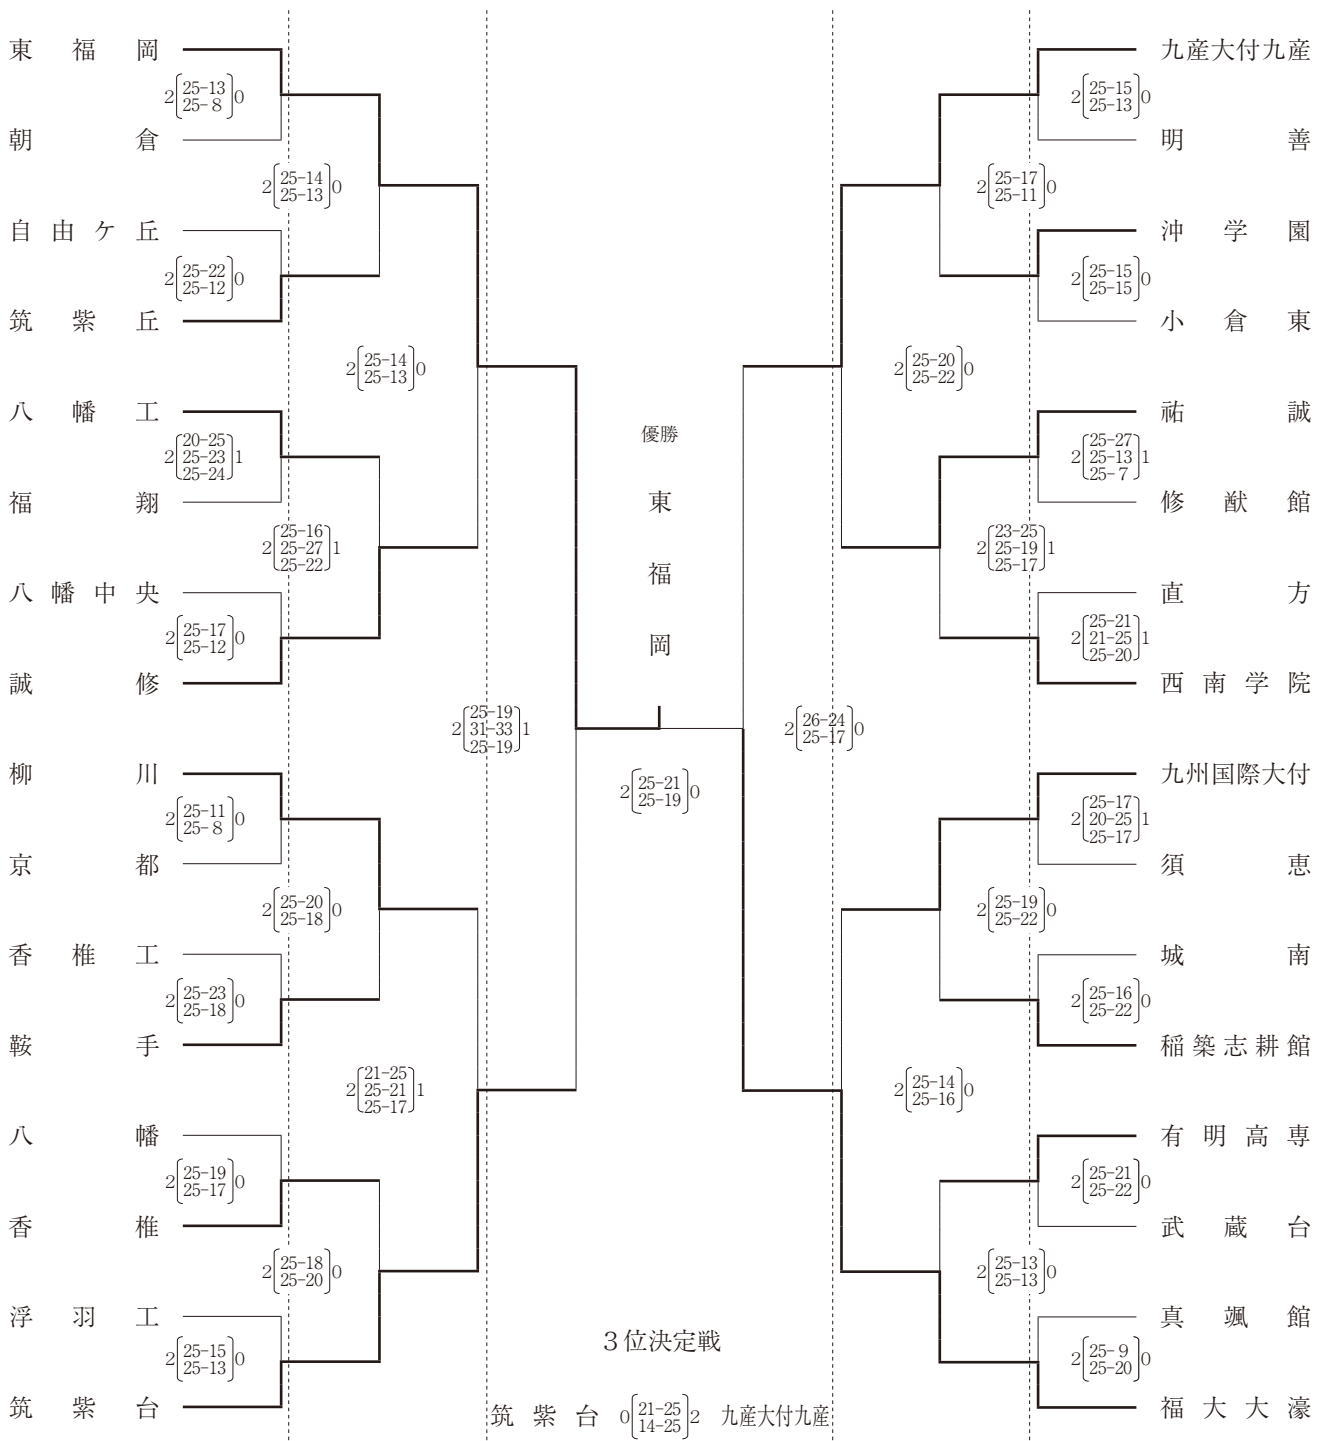 東福岡
2 25-13 0
25-8
朝倉
2 25-14 0
25-13
自由ケ丘
2 25-22 0
25-12
筑紫丘
2 25-14 0
25-13
八幡工
20-25
2 25-23 1
25-24
福翔
25-16
2 25-27 1
25-22
八幡中央
2 25-17 0
25-12
誠修
25-19
2 31-33 1
25-19
柳川
2 25-11 0
25-8
京都
2 25-20 0
25-18
香椎工
2 25-23 0
25-18
鞍手
21-25
2 25-21 1
25-17
八幡
2 25-19 0
25-17
香椎
2 25-18 0
25-20
浮羽工
2 25-15 0
25-13
筑紫台
優勝
東福岡
2 25-21 0
25-19
3位決定戦
筑紫台 0 21-25 2 九産大付九産
14-25
九産大付九産
2 25-15 0
25-13
明善
2 25-17 0
25-11
沖学園
2 25-15 0
25-15
小倉東
2 25-20 0
25-22
祐誠
25-27
2 25-13 1
25-7
修猷館
23-25
2 25-19 1
25-17
直方
25-21
2 21-25 1
25-20
西南学院
2 26-24 0
25-17
九州国際大付
25-17
2 20-25 1
25-17
須恵
2 25-19 0
25-22
城南
2 25-16 0
25-22
稲築志耕館
2 25-14 0
25-16
有明高専
2 25-21 0
25-22
武蔵台
2 25-13 0
25-13
真颯館
2 25-9 0
25-20
福大大濠